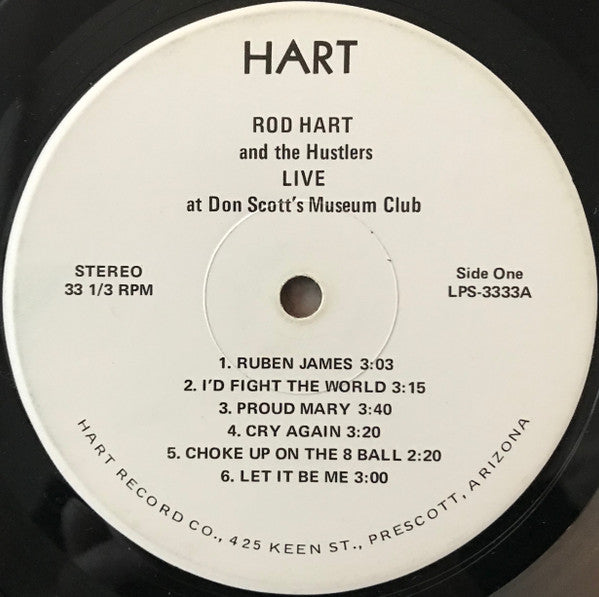 HART
ROD HART
and the Hustlers
LIVE
at Don Scott's Museum Club
STEREO
33 1/3 RPM
Side One
LPS-3333A
1. RUBEN JAMES 3:03
2. I'D FIGHT THE WORLD 3:15
3. PROUD MARY 3:40
4. CRY AGAIN 3:20
5. CHOKE UP ON THE 8 BALL 2:20
6. LET IT BE ME 3:00
HART RECORD CO., 425 KEEN ST., PRESCOTT, ARIZONA